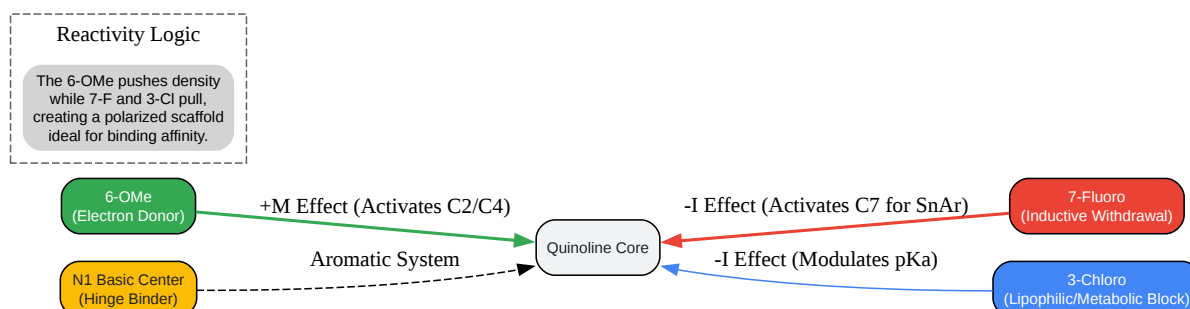 Reactivity Logic
The 6-OMe pushes density
while 7-F and 3-Cl pull,
creating a polarized scaffold
ideal for binding affinity.
6-OMe
(Electron Donor)
+M Effect (Activates C2/C4)
Quinoline Core
-I Effect (Activates C7 for SnAr)
7-Fluoro
(Inductive Withdrawal)
N1 Basic Center
(Hinge Binder)
Aromatic System
-I Effect (Modulates pKa)
3-Chloro
(Lipophilic/Metabolic Block)